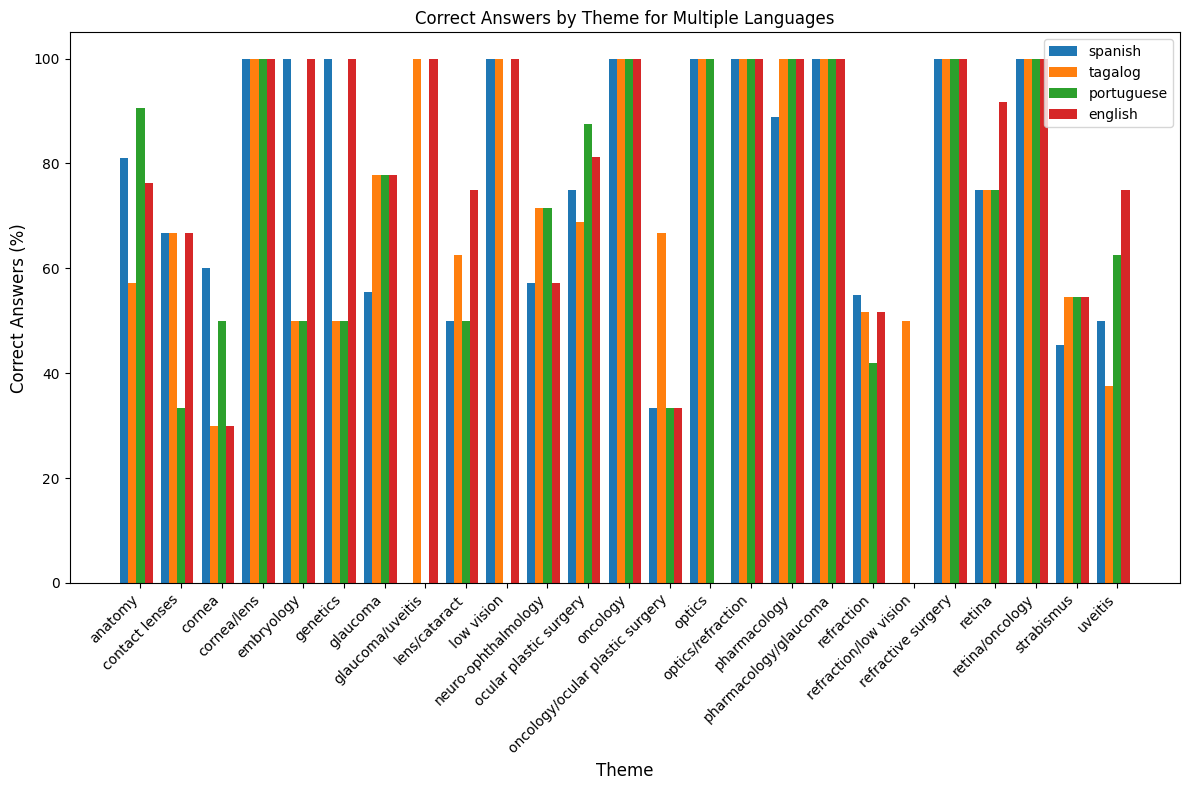 Correct Answers by Theme for Multiple Languages
spanish
tagalog
portuguese
english
100
80
60
40
20
0
Correct Answers (%)
anatomy
contact lenses
cornea
cornea/lens
embryology
genetics
glaucoma
glaucoma/uveitis
lens/cataract
low vision
neuro-ophthalmology
ocular plastic surgery
oncology
oncology/ocular plastic surgery
optics
optics/refraction
pharmacology
pharmacology/glaucoma
refraction
refraction/low vision
refractive surgery
retina
retina/oncology
strabismus
uveitis
Theme